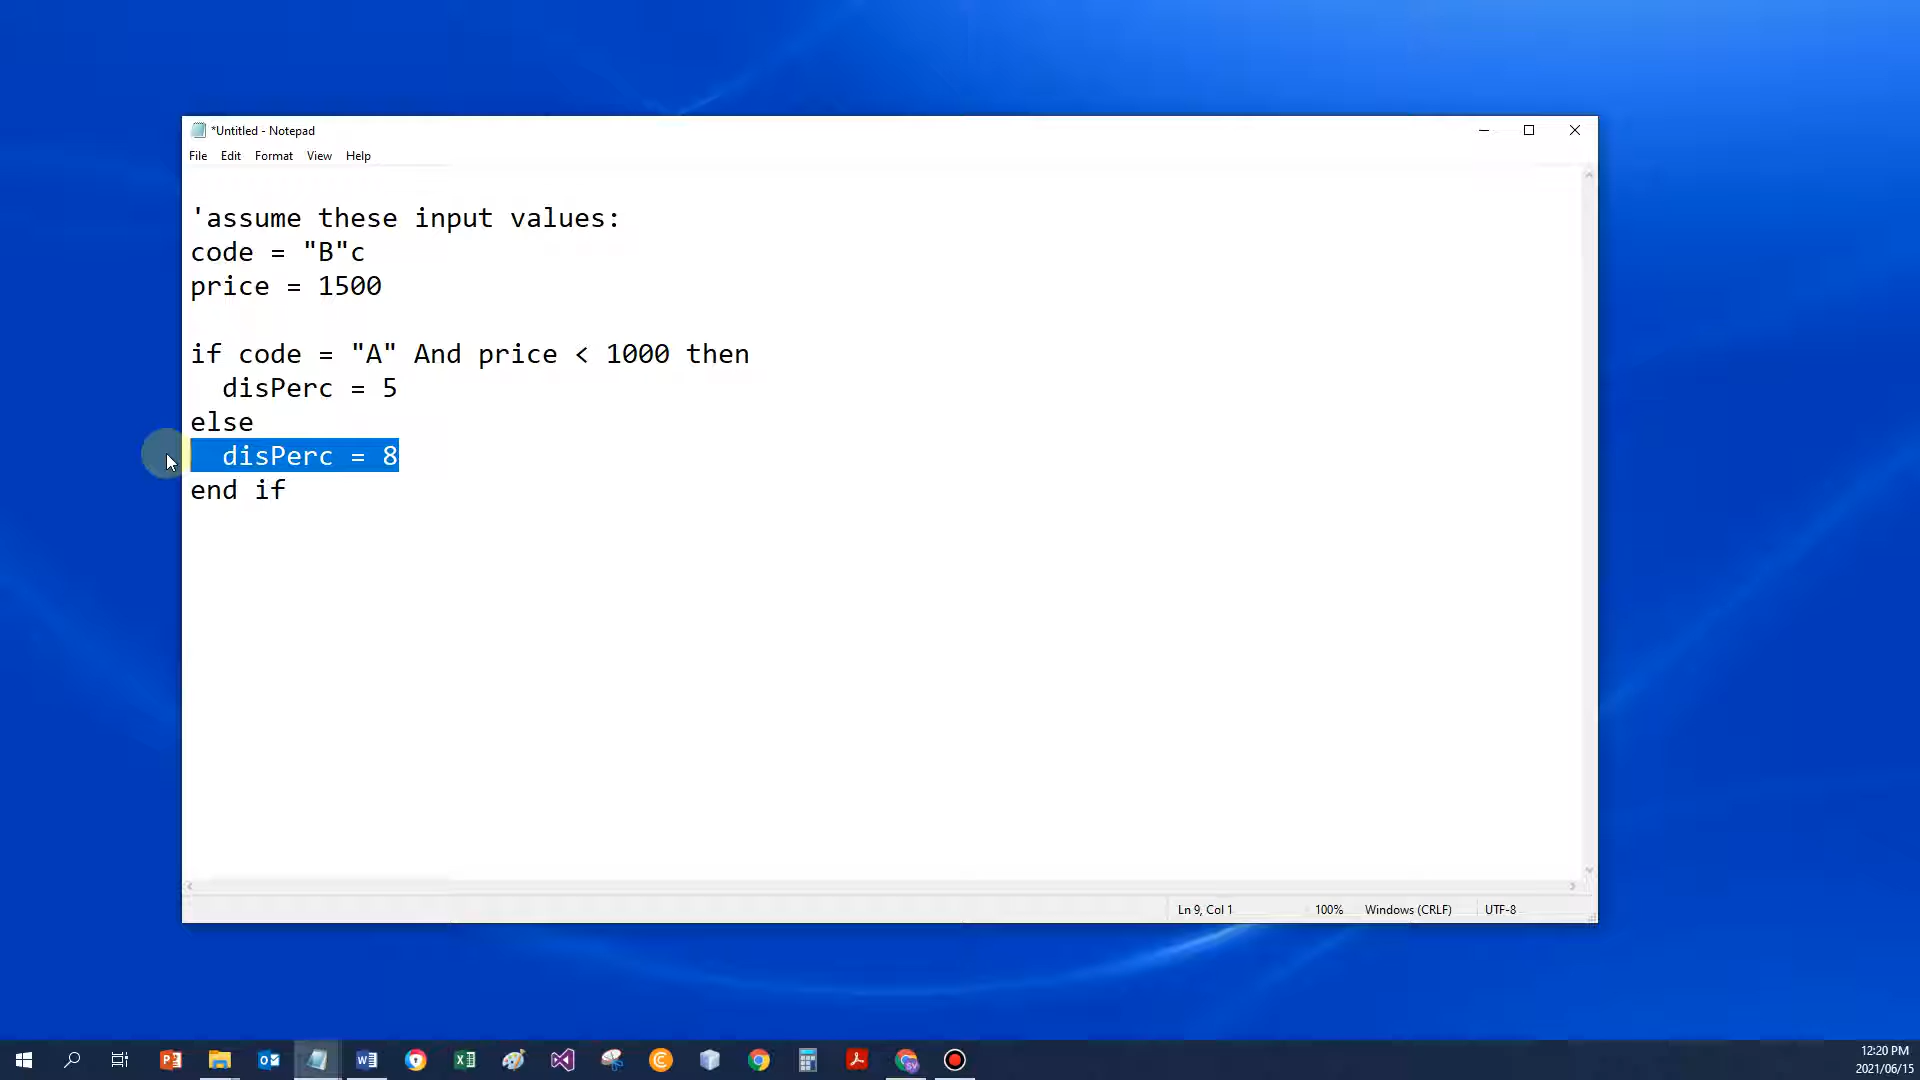 *Untitled - Notepad
File Edit Format View Help
'assume these input values:
code = "B"c
price = 1500
if code = "A" And price < 1000 then
disPerc = 5
else
disPerc = 8
end if
Ln 9, Col 1 100% Windows (CRLF) UTF-8
12:20 PM
2021/06/15